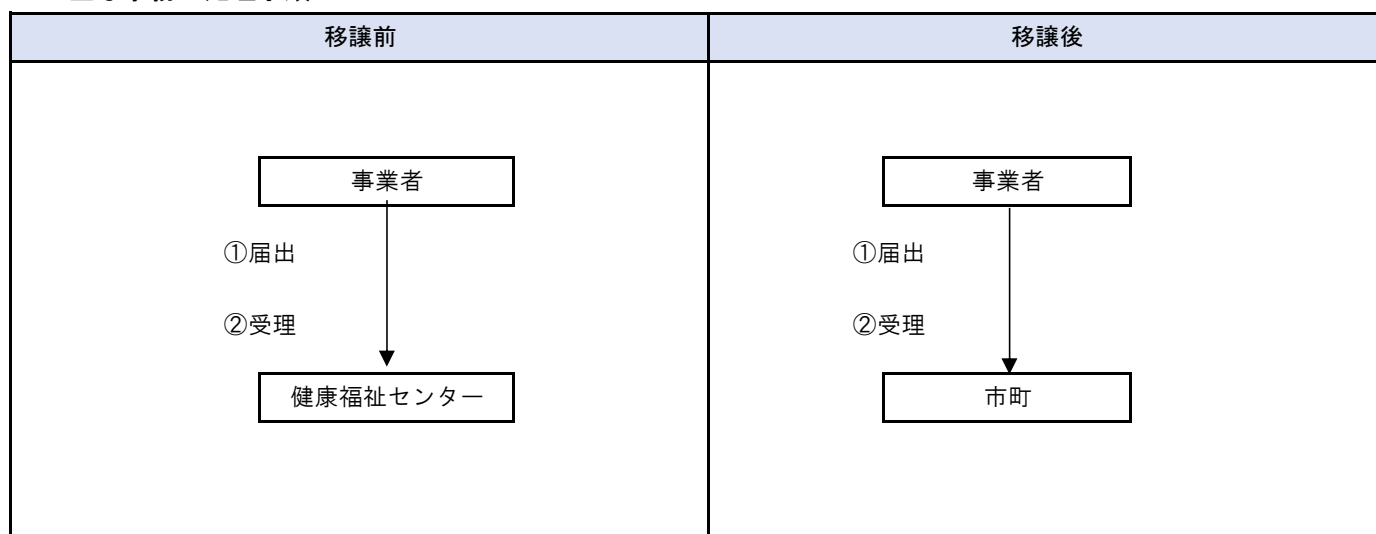 移譲前
移譲後
事業者
①届出
②受理
健康福祉センター
事業者
①届出
②受理
市町